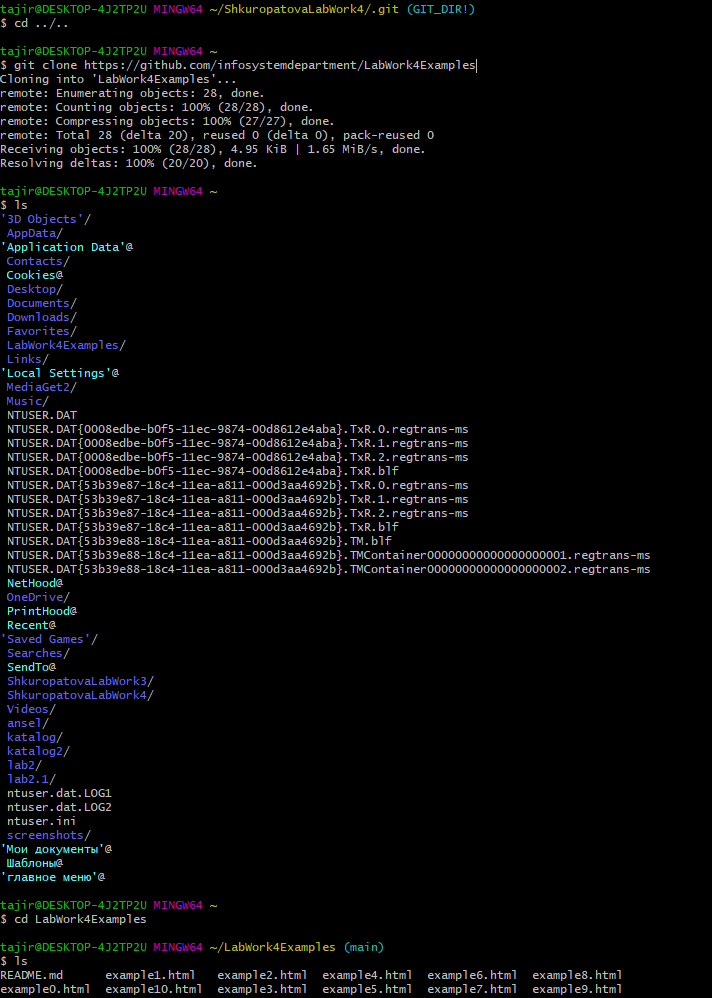 tajir@DESKTOP-4J2TP2U MINGW64 ~/ShkuropatovaLabWork4/.git (GIT_DIR!)
$ cd ../..
tajir@DESKTOP-4J2TP2U MINGW64 ~
$ git clone https://github.com/infosystemdepartment/LabWork4Examples
Cloning into 'LabWork4Examples'...
remote: Enumerating objects: 28, done.
remote: Counting objects: 100% (28/28), done.
remote: Compressing objects: 100% (27/27), done.
remote: Total 28 (delta 20), reused 0 (delta 0), pack-reused 0
Receiving objects: 100% (28/28), 4.95 KiB | 1.65 MiB/s, done.
Resolving deltas: 100% (20/20), done.
tajir@DESKTOP-4J2TP2U MINGW64 ~
$ ls
'3D Objects'/
AppData/
'Application Data'@
Contacts/
Cookies@
Desktop/
Documents/
Downloads/
Favorites/
LabWork4Examples/
Links/
'Local Settings'@
MediaGet2/
Music/
NTUSER.DAT
NTUSER.DAT{0008edbe-b0f5-11ec-9874-00d8612e4aba}.TxR.0.regtrans-ms
NTUSER.DAT{0008edbe-b0f5-11ec-9874-00d8612e4aba}.TxR.1.regtrans-ms
NTUSER.DAT{0008edbe-b0f5-11ec-9874-00d8612e4aba}.TxR.2.regtrans-ms
NTUSER.DAT{0008edbe-b0f5-11ec-9874-00d8612e4aba}.TxR.blf
NTUSER.DAT{53b39e87-18c4-11ea-a811-000d3aa4692b}.TxR.0.regtrans-ms
NTUSER.DAT{53b39e87-18c4-11ea-a811-000d3aa4692b}.TxR.1.regtrans-ms
NTUSER.DAT{53b39e87-18c4-11ea-a811-000d3aa4692b}.TxR.2.regtrans-ms
NTUSER.DAT{53b39e87-18c4-11ea-a811-000d3aa4692b}.TxR.blf
NTUSER.DAT{53b39e88-18c4-11ea-a811-000d3aa4692b}.TM.blf
NTUSER.DAT{53b39e88-18c4-11ea-a811-000d3aa4692b}.TMContainer00000000000000000001.regtrans-ms
NTUSER.DAT{53b39e88-18c4-11ea-a811-000d3aa4692b}.TMContainer00000000000000000002.regtrans-ms
NetHood@
OneDrive/
PrintHood@
Recent@
'Saved Games'/
Searches/
SendTo@
ShkuropatovaLabWork3/
ShkuropatovaLabWork4/
Videos/
ansel/
katalog/
katalog2/
lab2/
lab2.1/
ntuser.dat.LOG1
ntuser.dat.LOG2
ntuser.ini
screenshots/
'Мои документы'@
Шаблоны@
'главное меню'@
tajir@DESKTOP-4J2TP2U MINGW64 ~
$ cd LabWork4Examples
tajir@DESKTOP-4J2TP2U MINGW64 ~/LabWork4Examples (main)
$ ls
README.md example1.html example2.html example4.html example6.html example8.html
example0.html example10.html example3.html example5.html example7.html example9.html